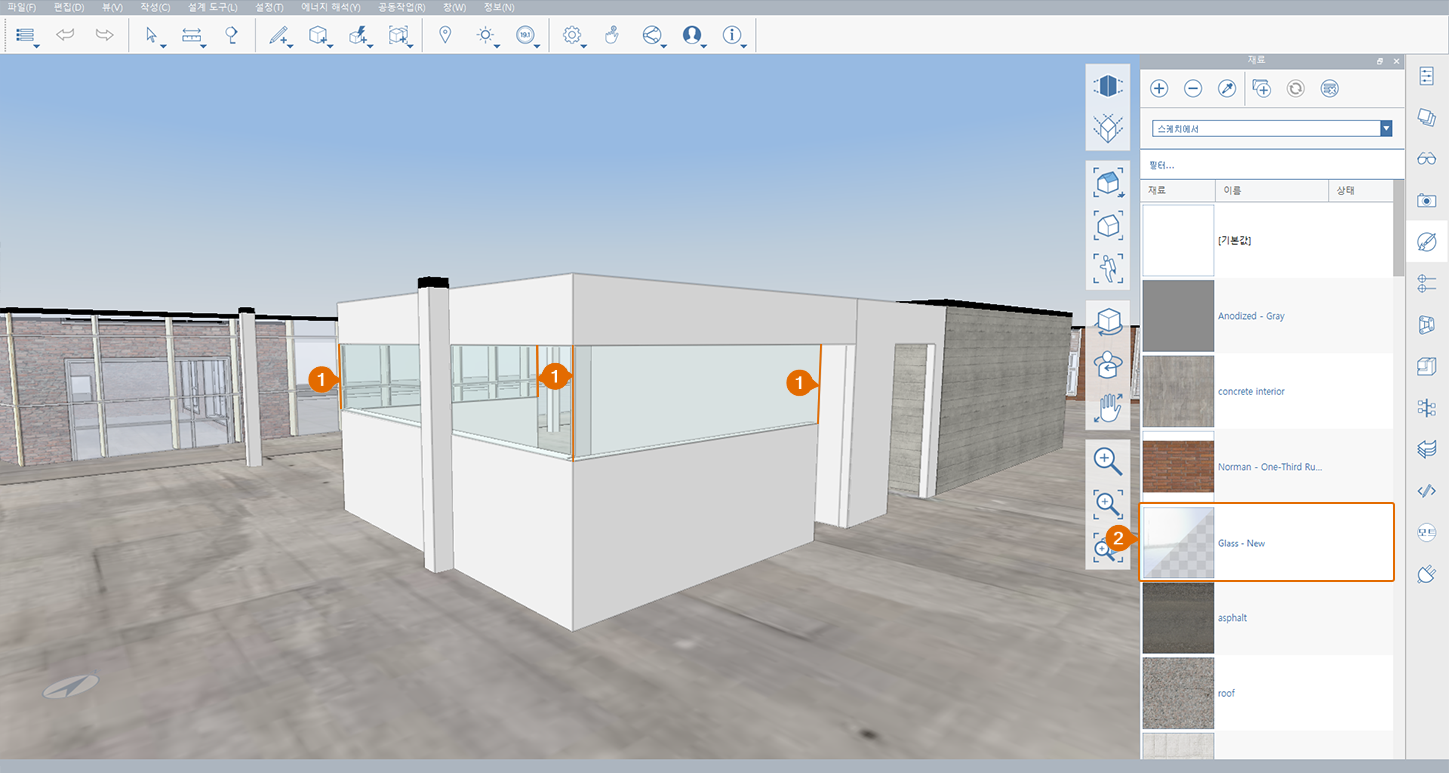 파일(F) 편집(D) 뷰(V) 작성(C) 설계 도구(L) 설정(T) 에너지 해석(Y) 공동작업(R) 창(W) 정보(N)
19.1
재료
스케치에서
필터...
재료 이름 상태
[기본값]
Anodized - Gray
concrete interior
Norman - One-Third Ru...
Glass - New
asphalt
roof
1
1
1
2
모드